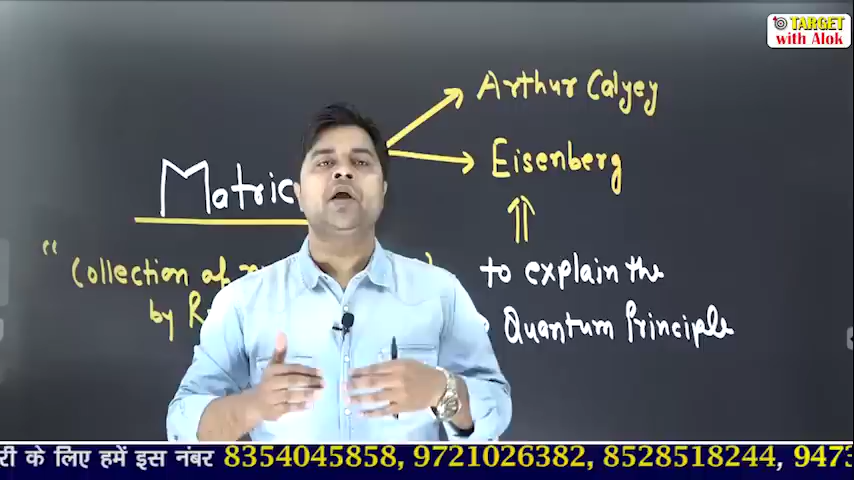 TARGET
with Alok
Arthur Calyey
Eisenberg
Matric
to explain the
Quantum Principle
“ Collection of
by R
री के लिए हमें इस नंबर 8354045858, 9721026382, 8528518244, 9473